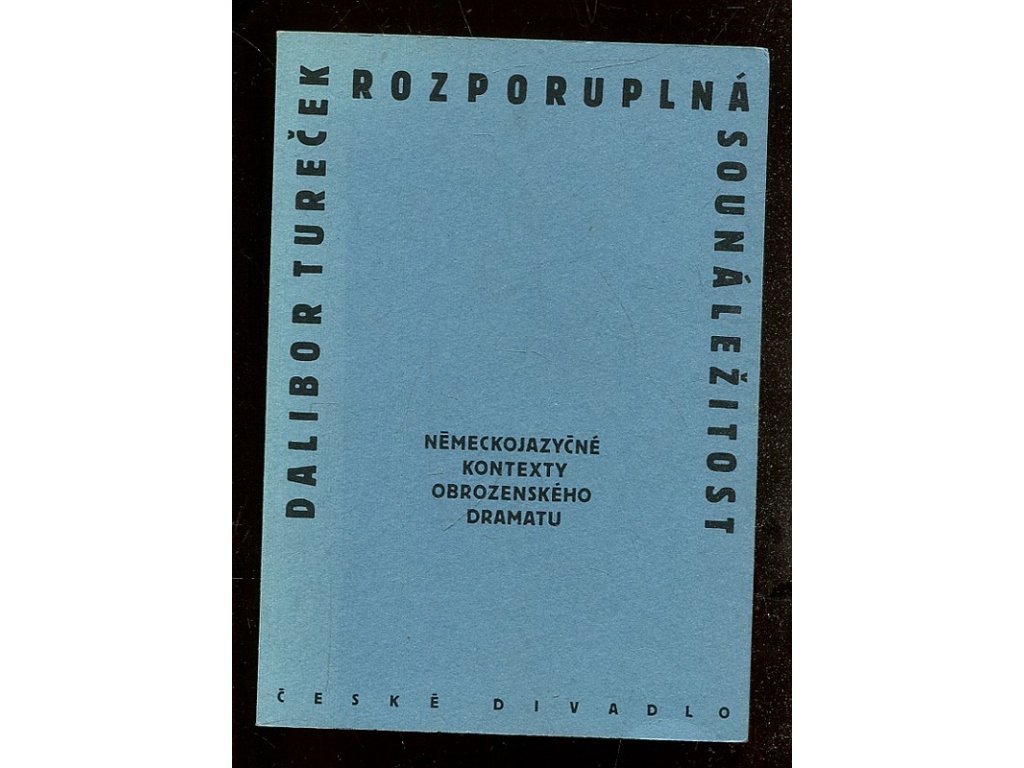 DALIBOR TUREČEK
ROZPORUPLNÁ
SOUNÁLEŽITOST
NĚMECKOJAZYČNÉ
KONTEXTY
OBROZENSKÉHO
DRAMATU
ČESKÉ DIVADLO